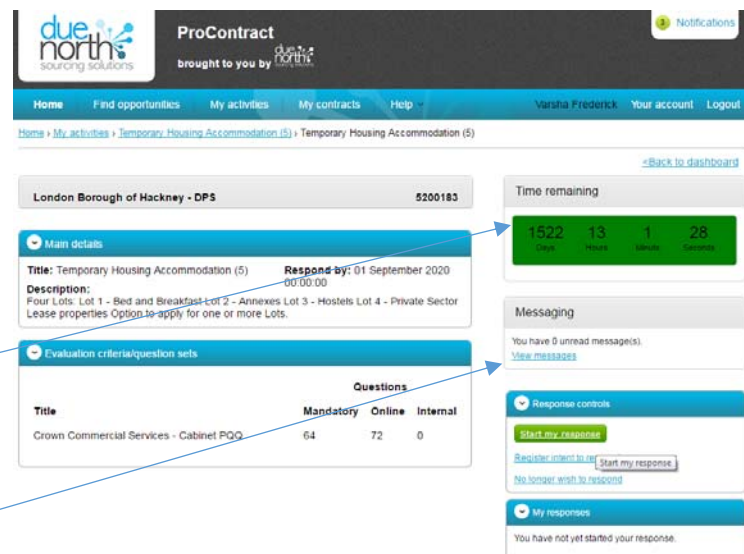 due north
sourcing solutions
ProContract
brought to you by due north
3 Notifications
Home Find opportunities My activities My contracts Help
Varsha Frederick Your account Logout
Home › My activities › Temporary Housing Accommodation (5) › Temporary Housing Accommodation (5)
<Back to dashboard
London Borough of Hackney - DPS 5200183
Main details
Title: Temporary Housing Accommodation (5) Respond by: 01 September 2020 00:00:00
Description:
Four Lots: Lot 1 - Bed and Breakfast Lot 2 - Annexes Lot 3 - Hostels Lot 4 - Private Sector
Lease properties Option to apply for one or more Lots.
Evaluation criteria/question sets
Questions
Title Mandatory Online Internal
Crown Commercial Services - Cabinet PQQ 64 72 0
Time remaining
1522 13 1 28
Days Hours Minute Seconds
Messaging
You have 0 unread message(s).
View messages
Response controls
Start my response
Register intent to re
Start my response
No longer wish to respond
My responses
You have not yet started your response.